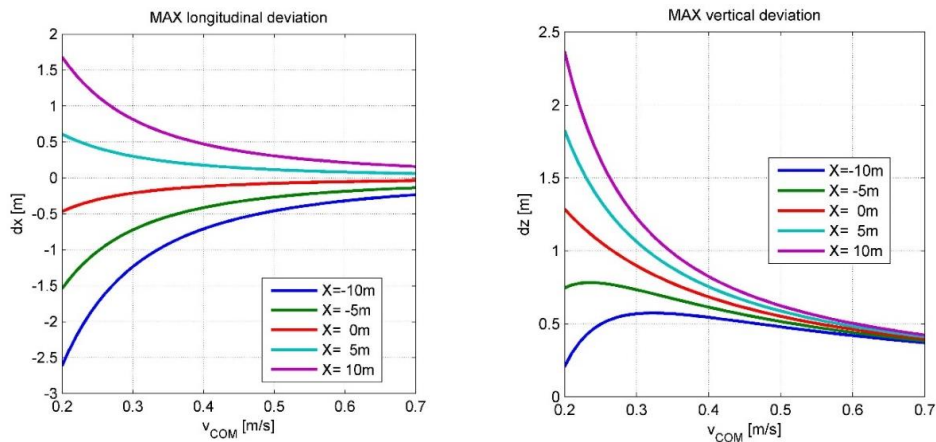 MAX longitudinal deviation
2
1.5
1
0.5
0
-0.5
-1
-1.5
-2
-2.5
-3
dx [m]
X=-10m
X= -5m
X= 0m
X= 5m
X= 10m
0.2 0.3 0.4 0.5 0.6 0.7
v_COM [m/s]
MAX vertical deviation
2.5
2
1.5
1
0.5
0
dz [m]
X=-10m
X= -5m
X= 0m
X= 5m
X= 10m
0.2 0.3 0.4 0.5 0.6 0.7
v_COM [m/s]